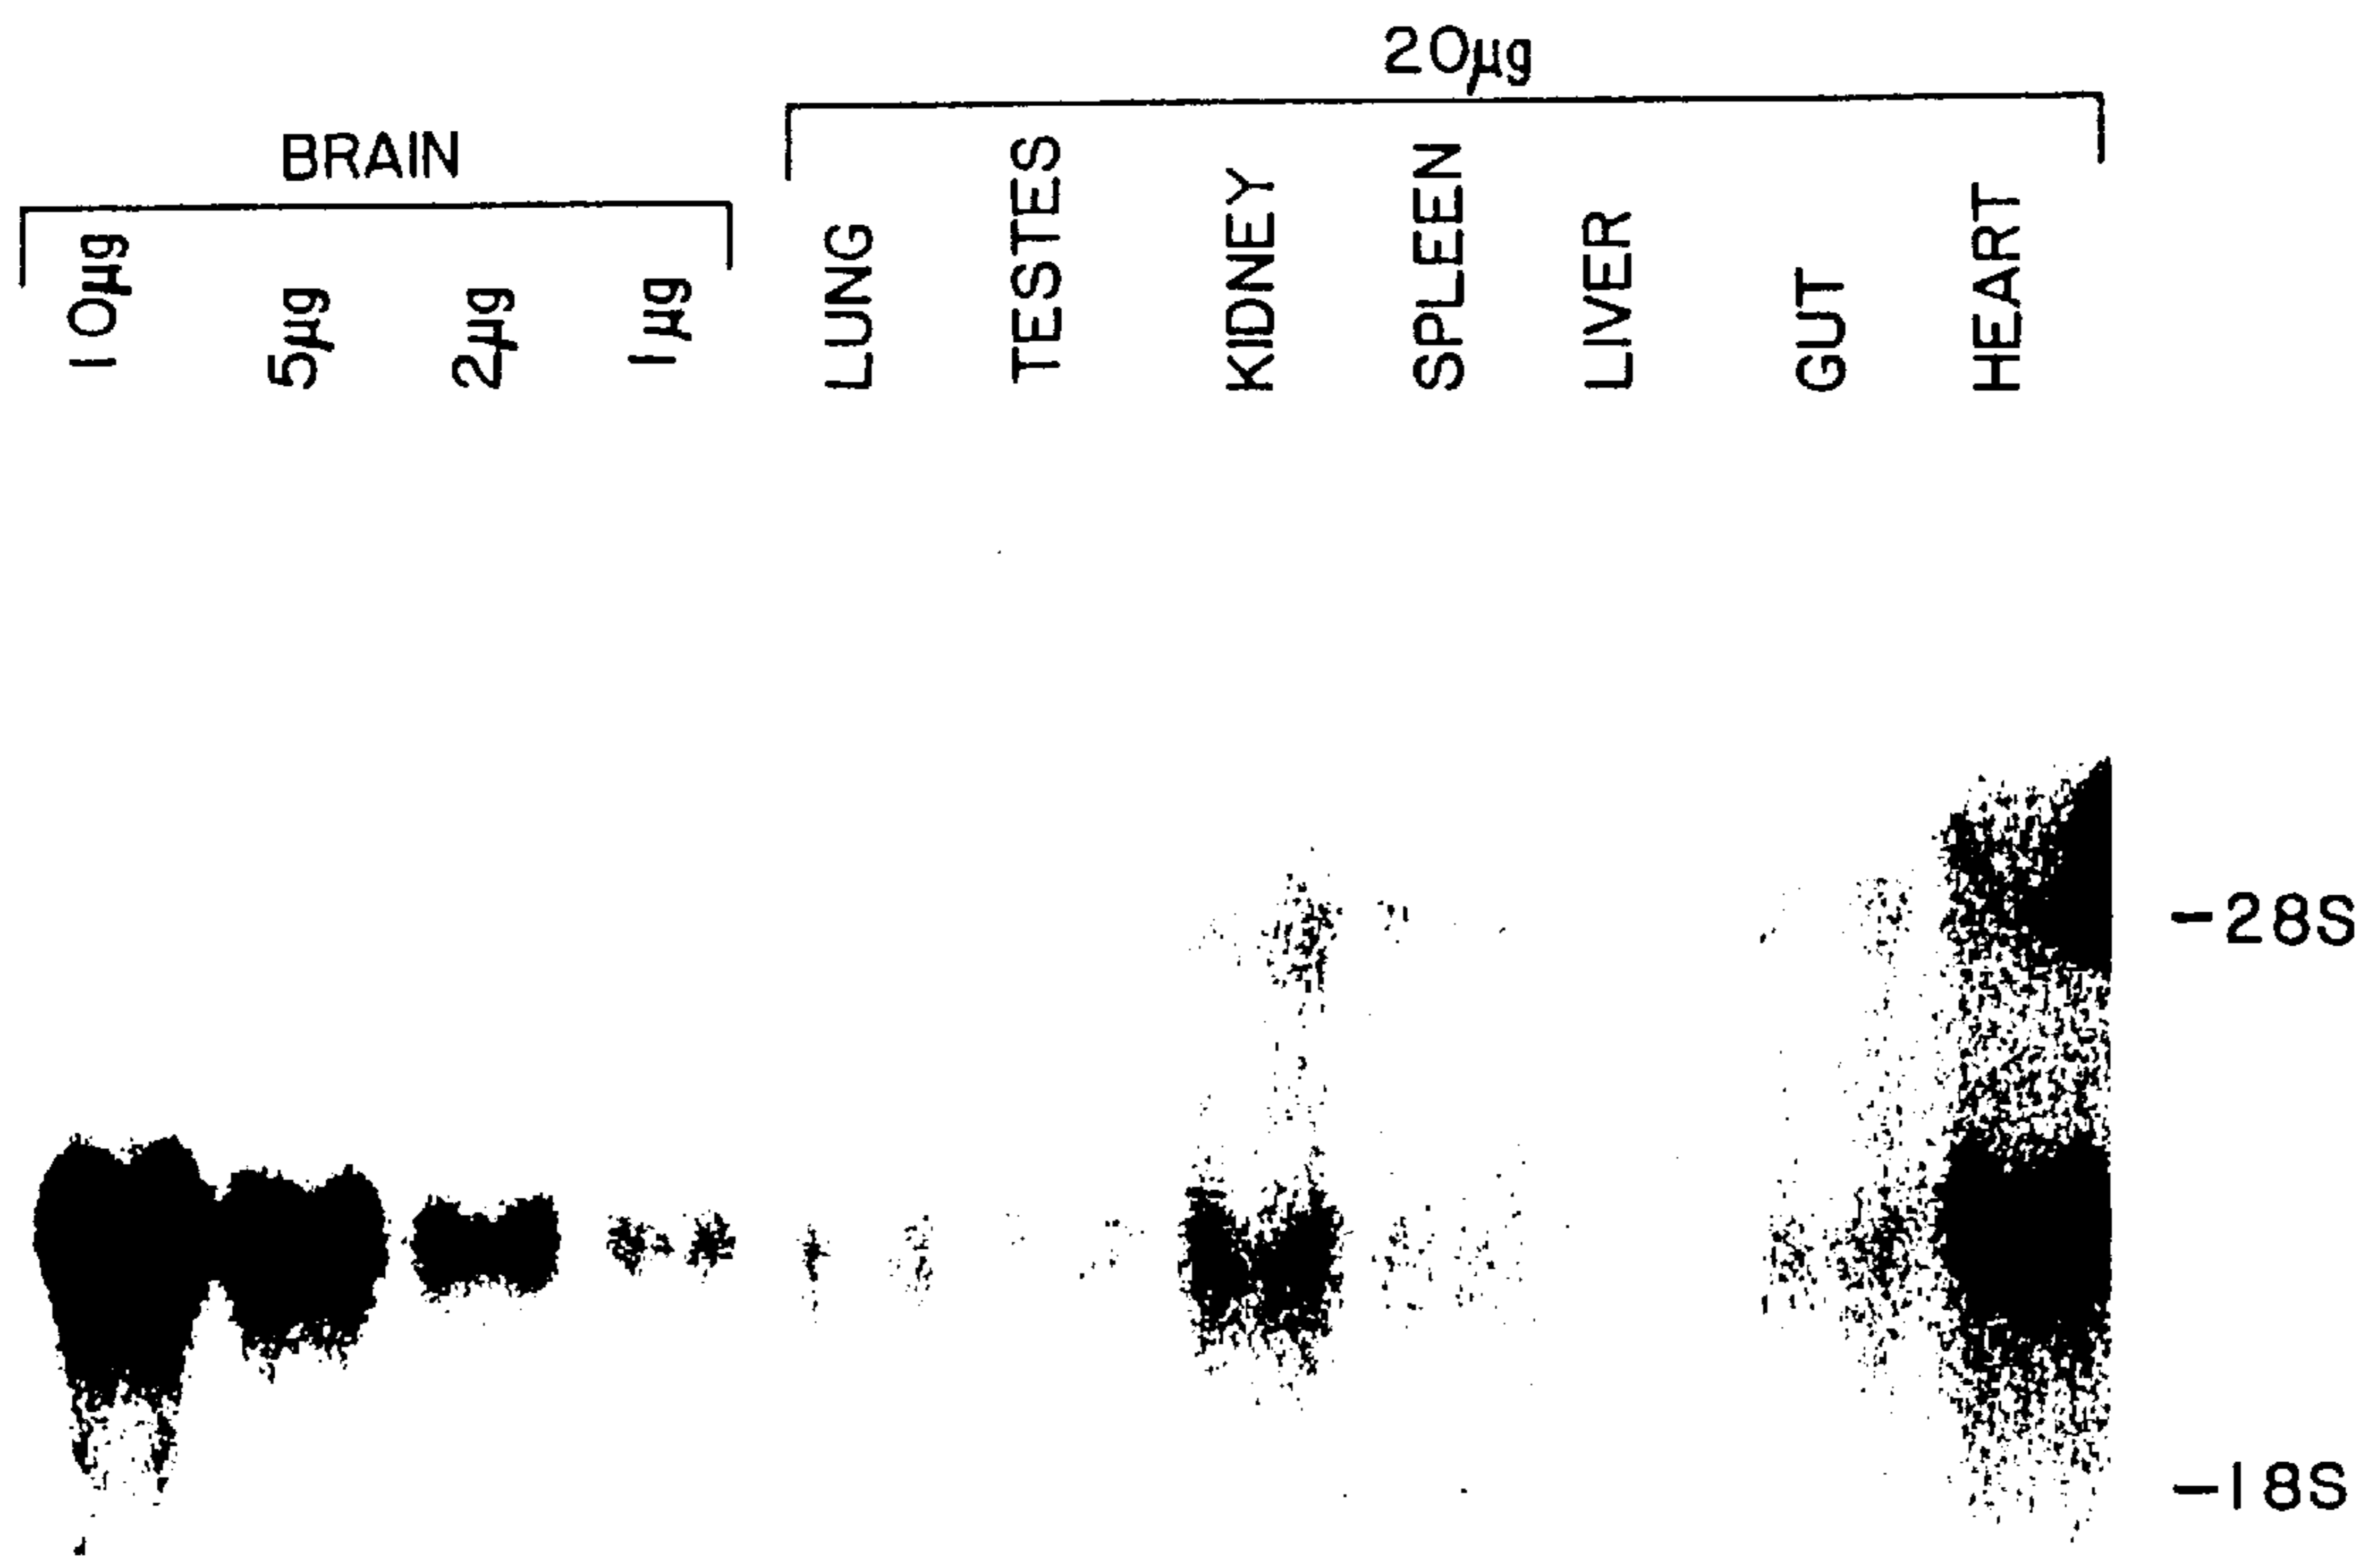 20µg
BRAIN
10µg
5µg
2µg
1µg
LUNG
TESTES
KIDNEY
SPLEEN
LIVER
GUT
HEART
-28S
-18S